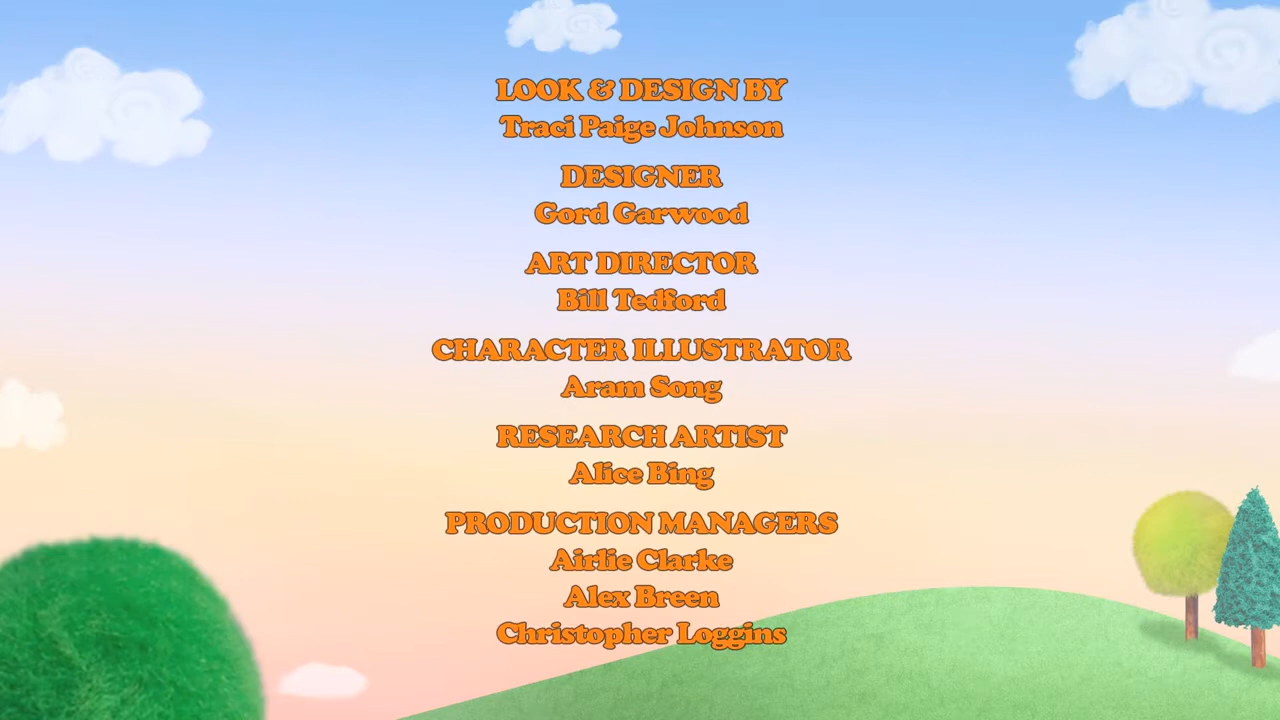 LOOK & DESIGN BY
Traci Paige Johnson
DESIGNER
Gord Garwood
ART DIRECTOR
Bill Tedford
CHARACTER ILLUSTRATOR
Aram Song
RESEARCH ARTIST
Alice Bing
PRODUCTION MANAGERS
Airlie Clarke
Alex Breen
Christopher Loggins